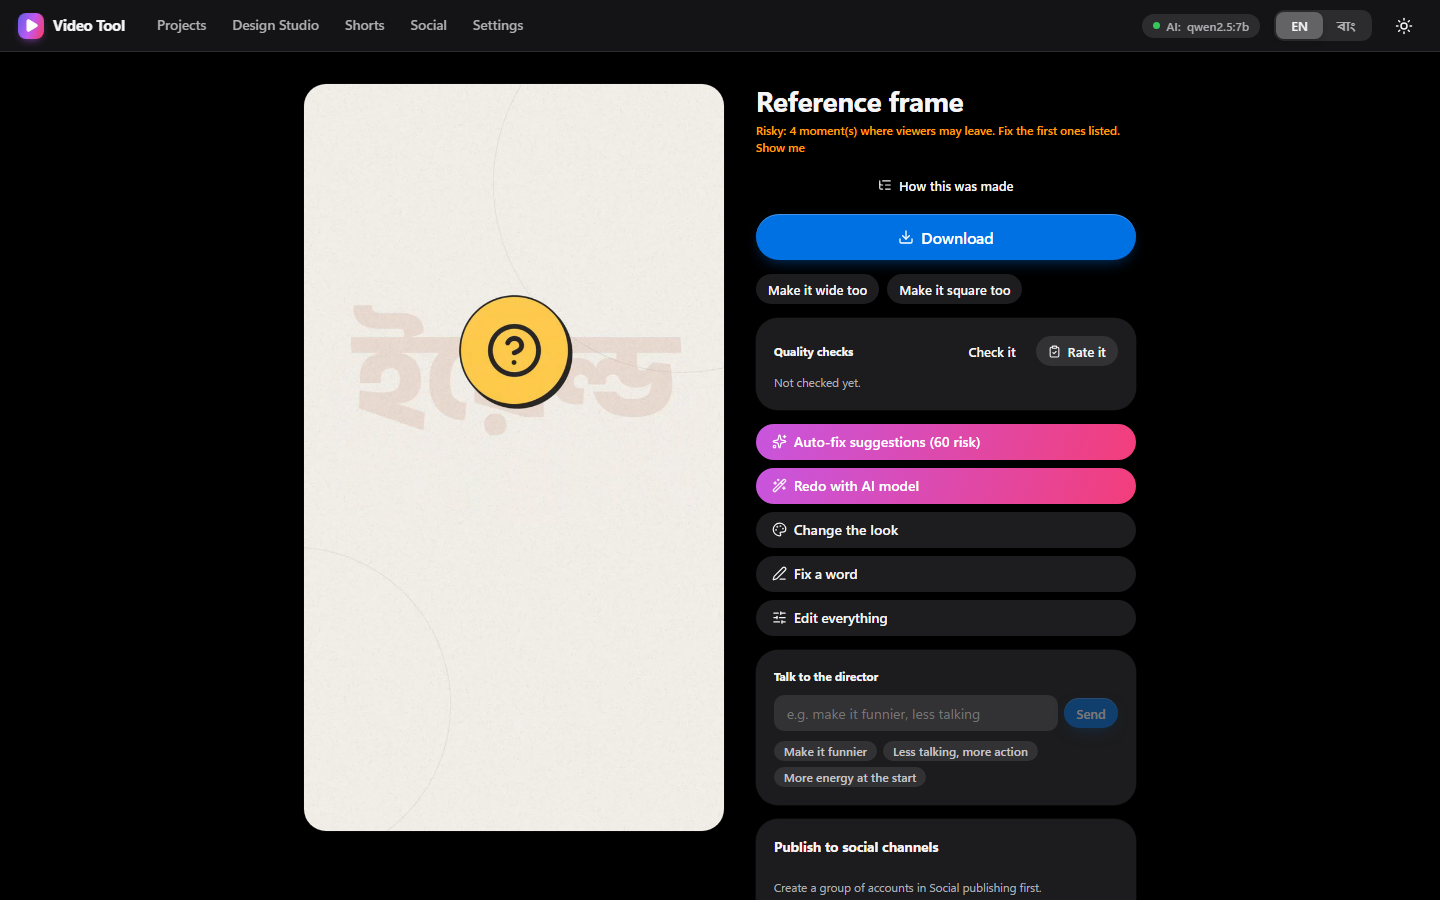 Video Tool
Projects
Design Studio
Shorts
Social
Settings
AI: qwen2.5:7b
EN
বাং
Reference frame
Risky: 4 moment(s) where viewers may leave. Fix the first ones listed.
Show me
How this was made
Download
Make it wide too
Make it square too
?
Quality checks
Check it
Rate it
Not checked yet.
Auto-fix suggestions (60 risk)
Redo with AI model
Change the look
Fix a word
Edit everything
Talk to the director
e.g. make it funnier, less talking
Send
Make it funnier
Less talking, more action
More energy at the start
Publish to social channels
Create a group of accounts in Social publishing first.